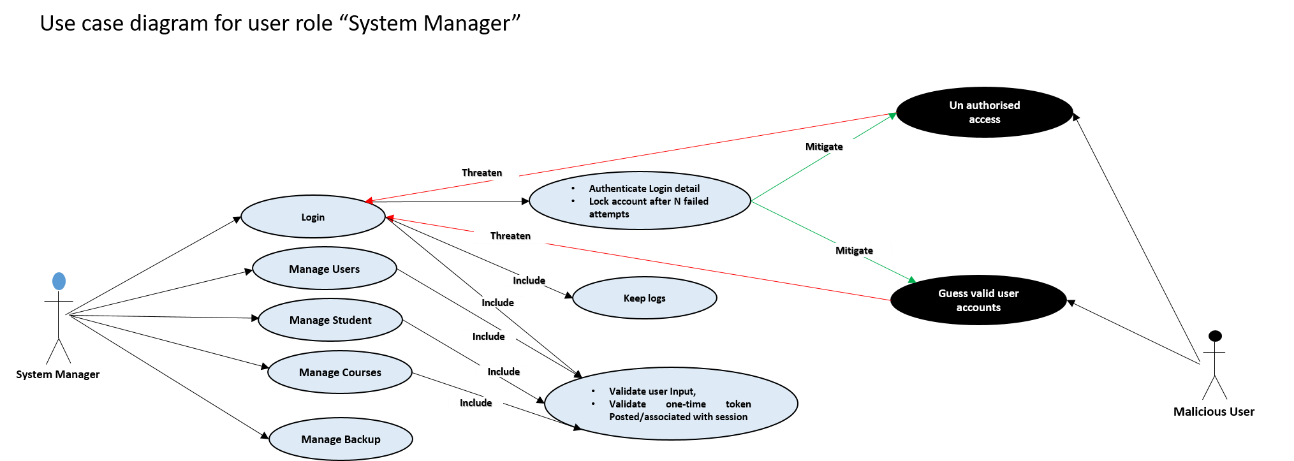 Use case diagram for user role “System Manager”
Un authorised
access
Mitigate
Threaten
• Authenticate Login detail
• Lock account after N failed
attempts
Login
Threaten
Mitigate
Manage Users
Include
Keep logs
Guess valid user
accounts
Include
Manage Student
Include
System Manager
Manage Courses
Include
Include
• Validate user Input,
• Validate one-time token
Posted/associated with session
Malicious User
Manage Backup